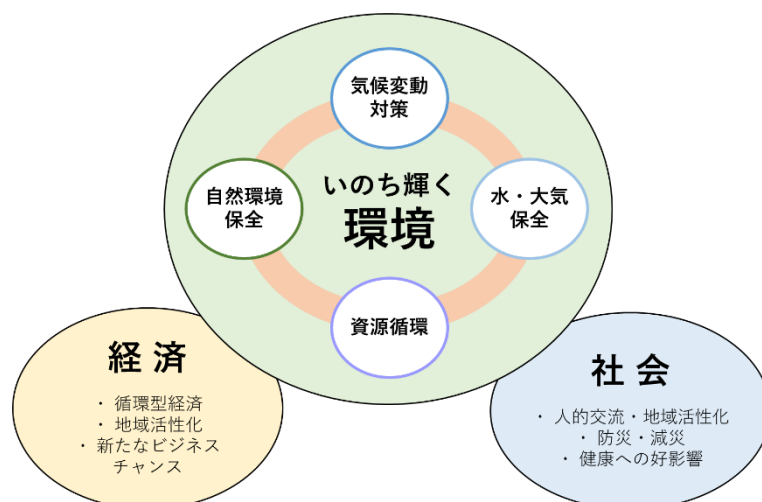 気候変動
対策
自然環境
保全
いのち輝く
環境
水・大気
保全
資源循環
経 済
・ 循環型経済
・ 地域活性化
・ 新たなビジネス
チャンス
社 会
・ 人的交流・地域活性化
・ 防災・減災
・ 健康への好影響